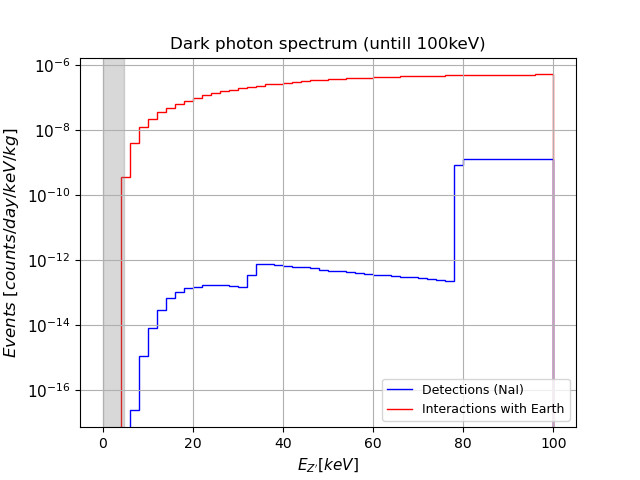 Dark photon spectrum (untill 100keV)
Events [counts/day/keV/kg]
10⁻⁶
10⁻⁸
10⁻¹⁰
10⁻¹²
10⁻¹⁴
10⁻¹⁶
Detections (NaI)
Interactions with Earth
0 20 40 60 80 100
E_Z'[keV]